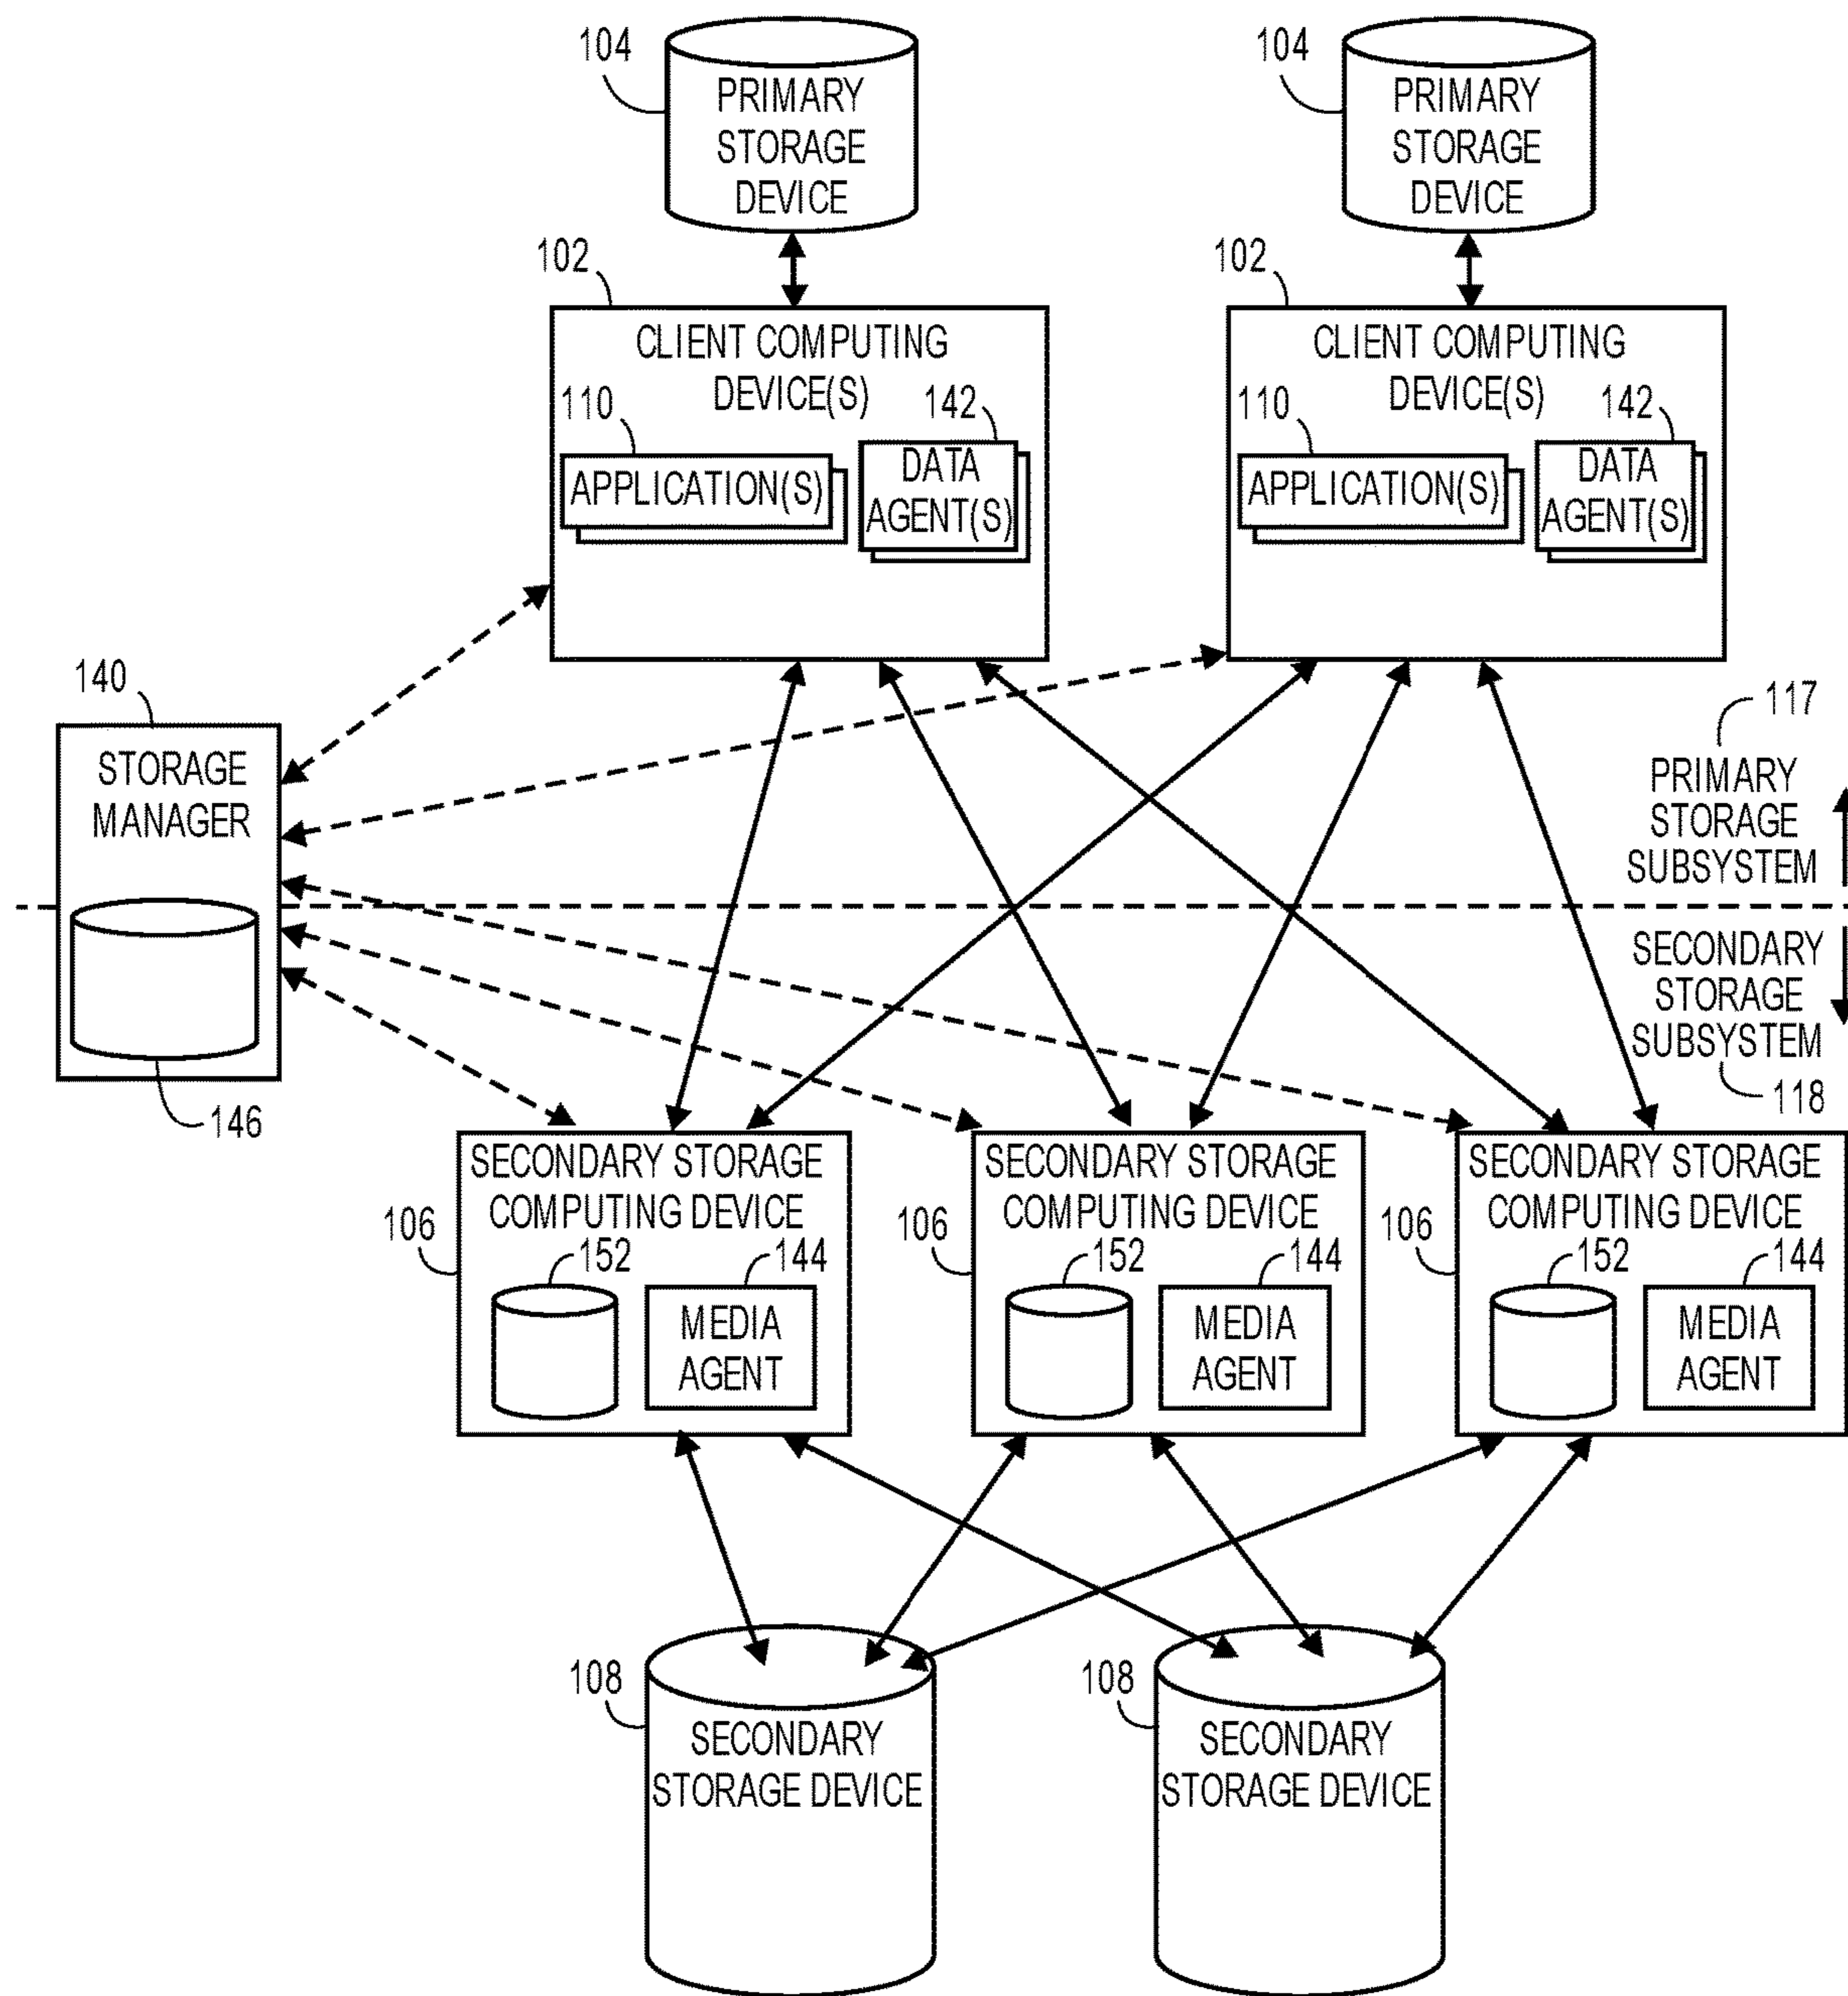 104
PRIMARY
STORAGE
DEVICE
104
PRIMARY
STORAGE
DEVICE
102
CLIENT COMPUTING
DEVICE(S)
110
142
APPLICATION(S)
DATA
AGENT(S)
102
CLIENT COMPUTING
DEVICE(S)
110
142
APPLICATION(S)
DATA
AGENT(S)
140
STORAGE
MANAGER
146
117
PRIMARY
STORAGE
SUBSYSTEM
SECONDARY
STORAGE
SUBSYSTEM
118
SECONDARY STORAGE
COMPUTING DEVICE
106
152
144
MEDIA
AGENT
SECONDARY STORAGE
COMPUTING DEVICE
106
152
144
MEDIA
AGENT
SECONDARY STORAGE
COMPUTING DEVICE
106
152
144
MEDIA
AGENT
108
SECONDARY
STORAGE DEVICE
108
SECONDARY
STORAGE DEVICE